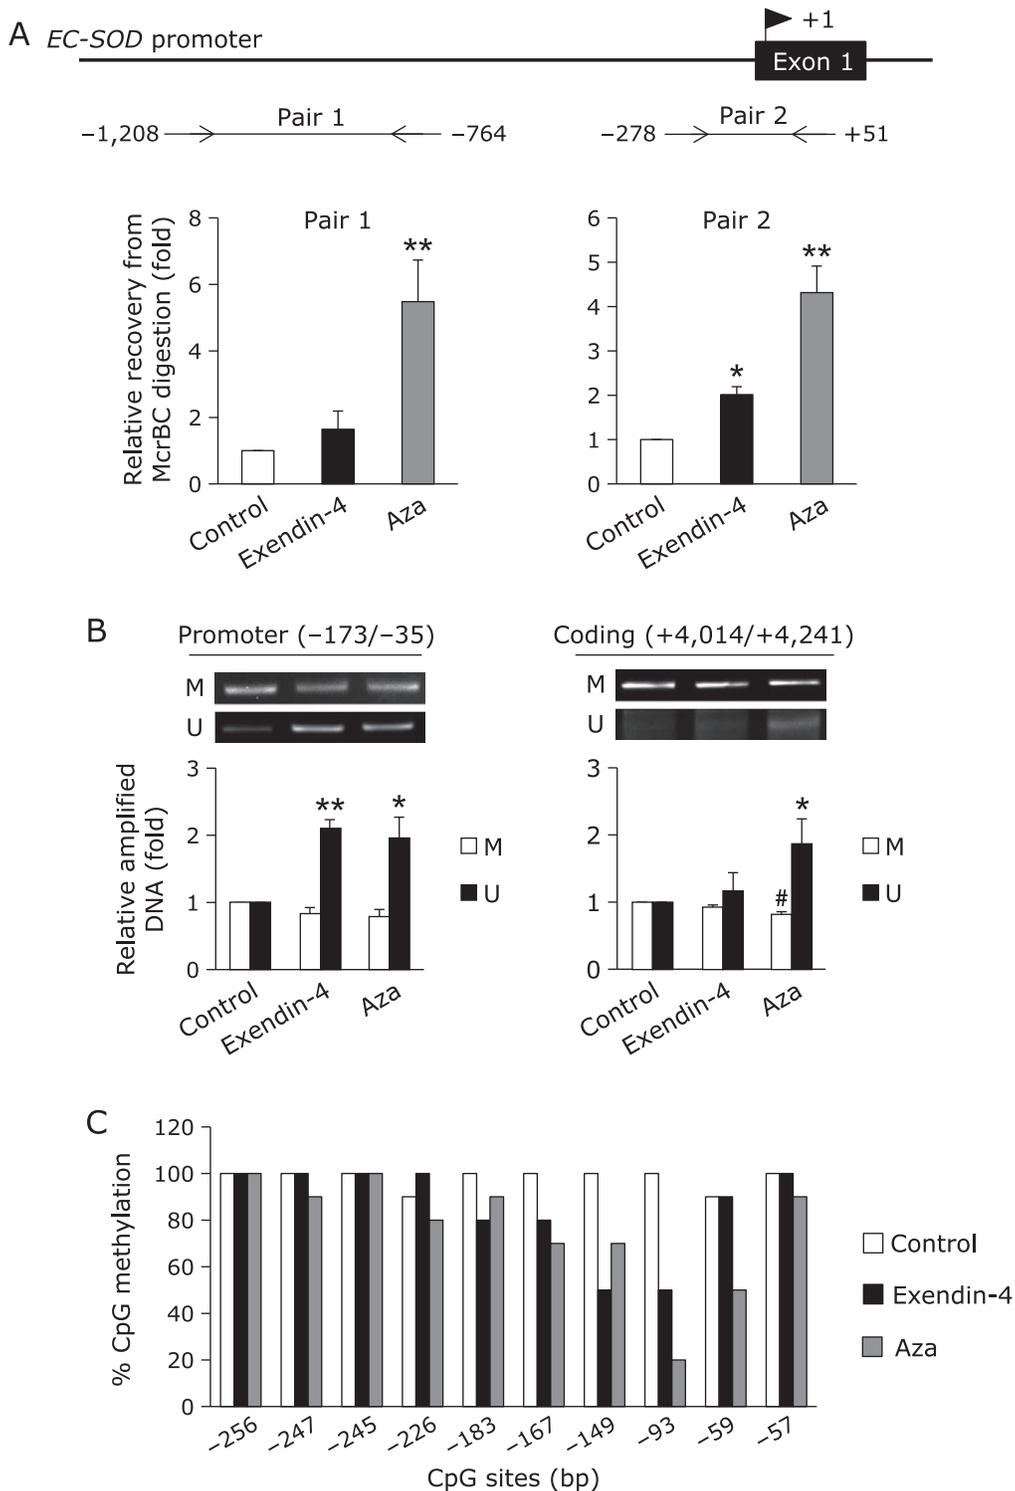 A EC-SOD promoter
+1
Exon 1
Pair 1
–1,208
–764
Pair 2
–278
+51
Relative recovery from
McrBC digestion (fold)
Pair 1
8
6
4
2
0
**
Control
Exendin-4
Aza
Pair 2
6
5
4
3
2
1
0
*
**
Control
Exendin-4
Aza
B
Promoter (–173/–35)
M
U
Relative amplified
DNA (fold)
3
2
1
0
**
*
M
U
Control
Exendin-4
Aza
Coding (+4,014/+4,241)
M
U
3
2
1
0
#
*
M
U
Control
Exendin-4
Aza
C
% CpG methylation
120
100
80
60
40
20
0
–256
–247
–245
–226
–183
–167
–149
–93
–59
–57
CpG sites (bp)
Control
Exendin-4
Aza